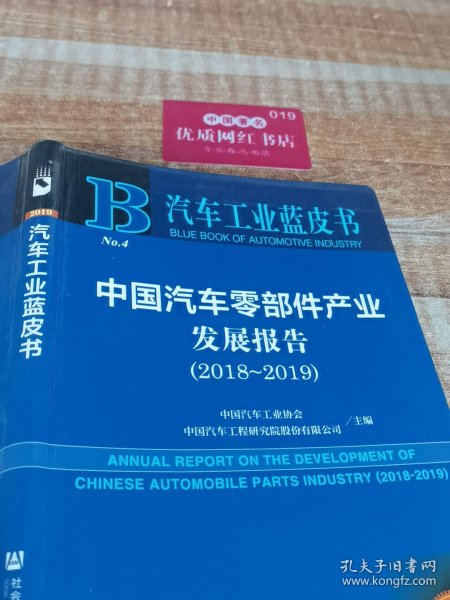 019
中国著名
优质网红书店
B
汽车工业蓝皮书
BLUE BOOK OF AUTOMOTIVE INDUSTRY
No.4
中国汽车零部件产业
发展报告
(2018~2019)
中国汽车工业协会
中国汽车工程研究院股份有限公司
/主编
ANNUAL REPORT ON THE DEVELOPMENT OF
CHINESE AUTOMOBILE PARTS INDUSTRY (2018-2019)
2019
汽车工业蓝皮书
社会
孔夫子旧书网
www.kongfz.com